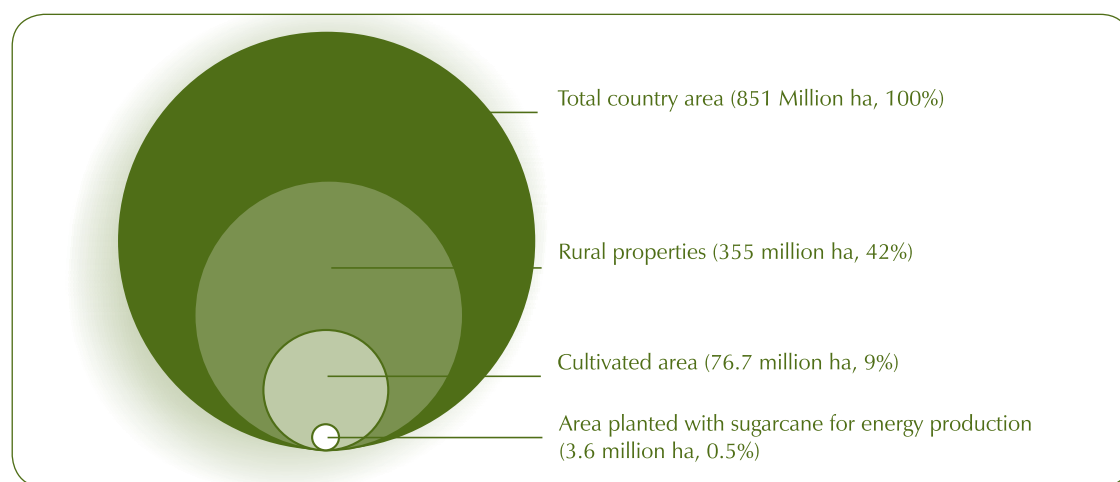 Total country area (851 Million ha, 100%)
Rural properties (355 million ha, 42%)
Cultivated area (76.7 million ha, 9%)
Area planted with sugarcane for energy production
(3.6 million ha, 0.5%)